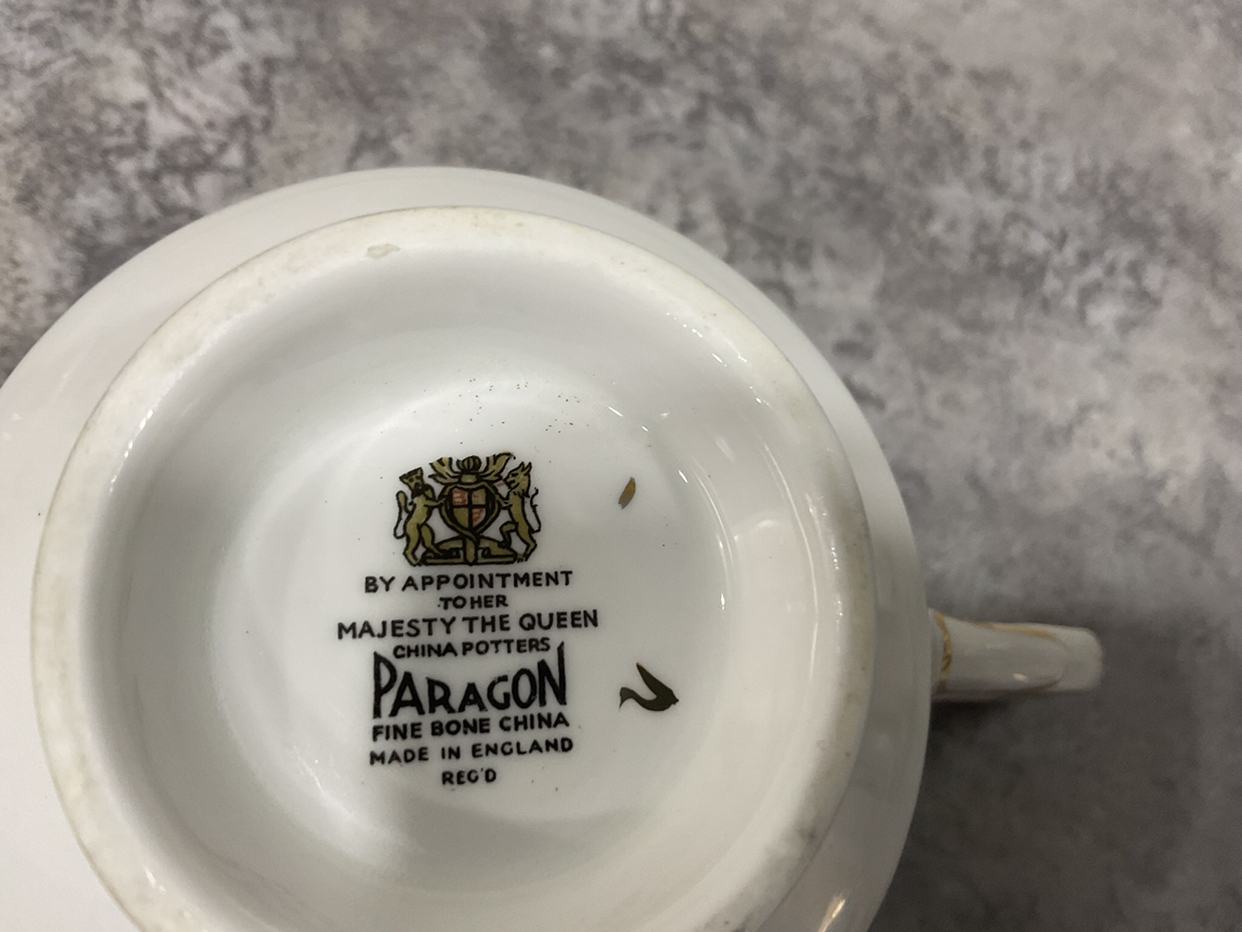 BY APPOINTMENT
TO HER
MAJESTY THE QUEEN
CHINA POTTERS
PARAGON
FINE BONE CHINA
MADE IN ENGLAND
REG'D